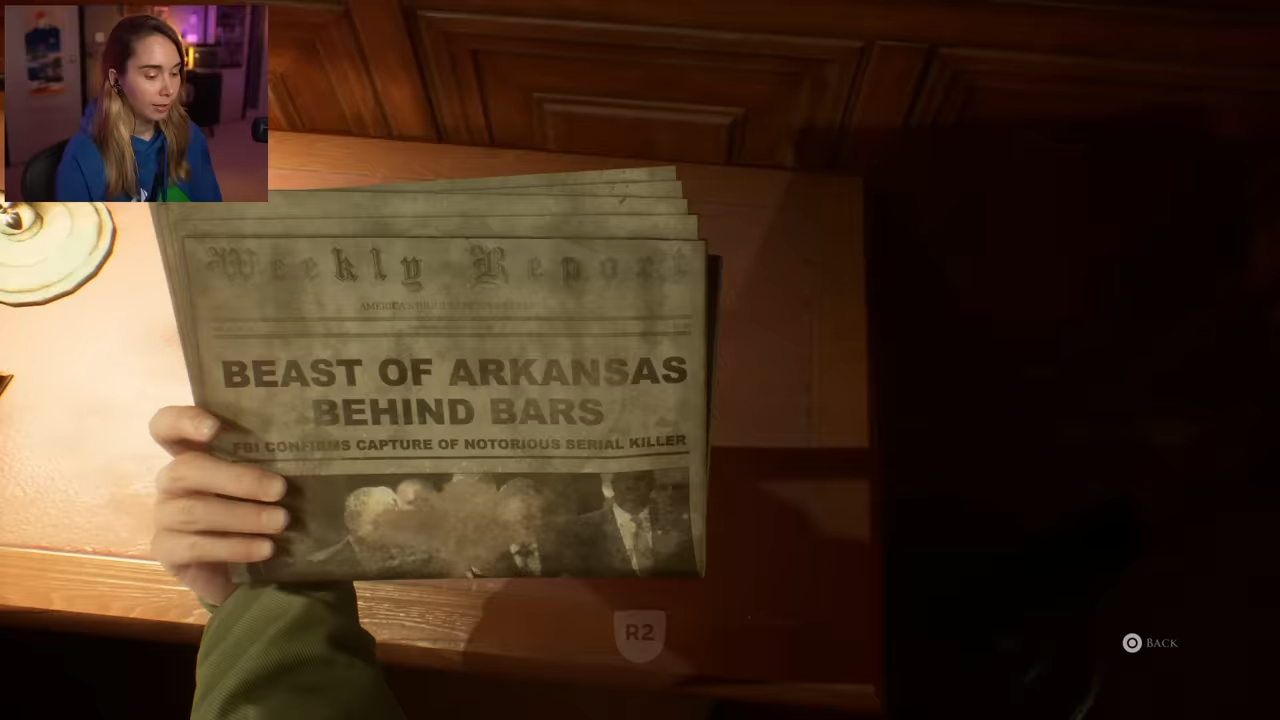 Weekly Report
BEAST OF ARKANSAS
BEHIND BARS
FBI CONFIRMS CAPTURE OF NOTORIOUS SERIAL KILLER
R2
BACK